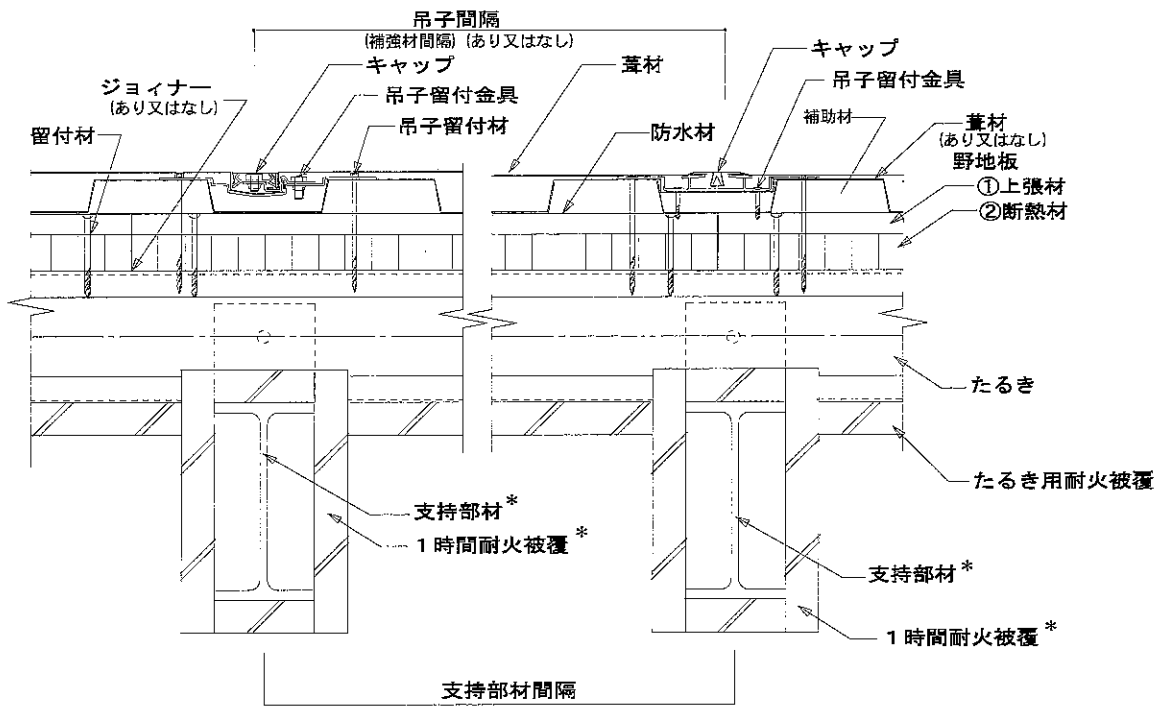 吊子間隔
(補強材間隔) (あり又はなし)
キャップ
ジョイナー
(あり又はなし)
吊子留付金具
留付材
吊子留付材
葺材
防水材
キャップ
吊子留付金具
補助材
葺材
(あり又はなし)
野地板
①上張材
②断熱材
たるき
たるき用耐火被覆
支持部材*
1時間耐火被覆*
支持部材*
1時間耐火被覆*
支持部材間隔